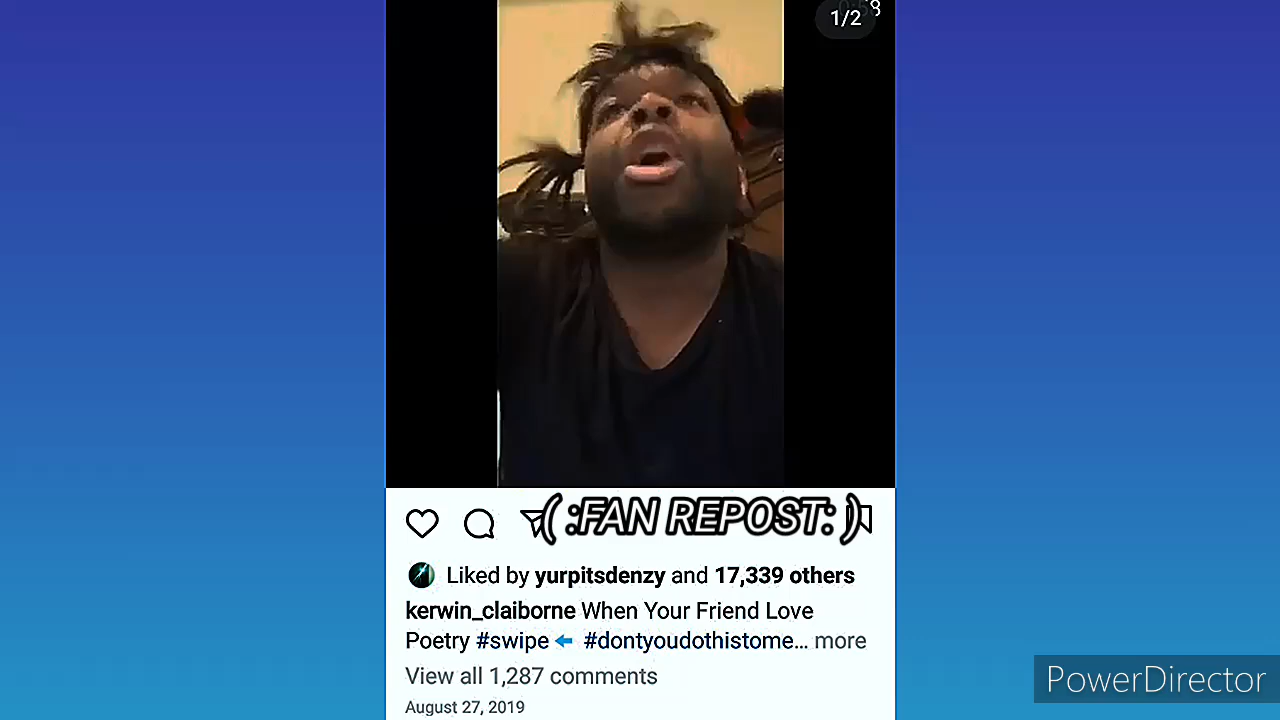 1/2
( :FAN REPOST: )
Liked by yurpitsdenzy and 17,339 others
kerwin_claiborne When Your Friend Love
Poetry #swipe #dontyoudothistome... more
View all 1,287 comments
August 27, 2019
PowerDirector